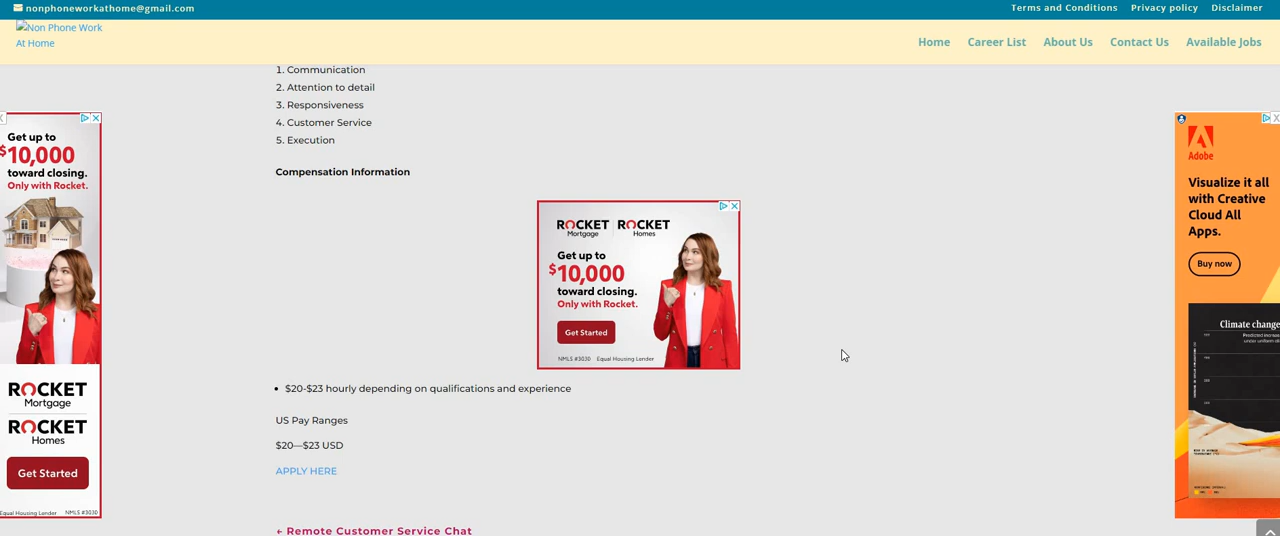 nonphoneworkathome@gmail.com
Terms and Conditions Privacy policy Disclaimer
Non Phone Work
At Home
Home Career List About Us Contact Us Available Jobs
1. Communication
2. Attention to detail
3. Responsiveness
4. Customer Service
5. Execution
Compensation Information
Get up to
$10,000
toward closing.
Only with Rocket.
ROCKET
Mortgage
ROCKET
Homes
Get Started
Equal Housing Lender NMLS #3030
ROCKET ROCKET
Mortgage Homes
Get up to
$10,000
toward closing.
Only with Rocket.
Get Started
NMLS #3030 Equal Housing Lender
• $20-$23 hourly depending on qualifications and experience
US Pay Ranges
$20—$23 USD
APPLY HERE
← Remote Customer Service Chat
Adobe
Visualize it all
with Creative
Cloud All
Apps.
Buy now
Climate change